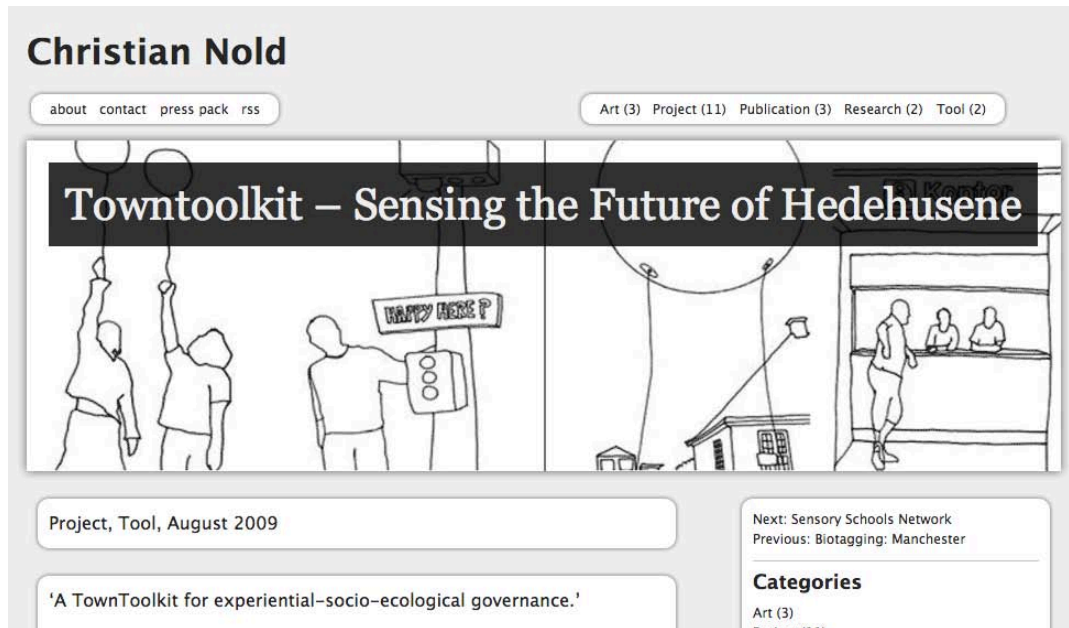 Christian Nold
about contact press pack rss
Art (3) Project (11) Publication (3) Research (2) Tool (2)
Kontor
Towntoolkit – Sensing the Future of Hedehusene
HAPPY HERE?
Project, Tool, August 2009
Next: Sensory Schools Network
Previous: Biotagging: Manchester
Categories
‘A TownToolkit for experiential-socio-ecological governance.’
Art (3)